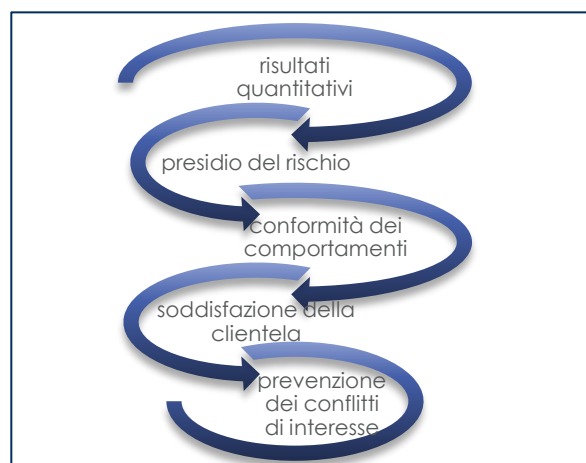 risultati
quantitativi
presidio del rischio
conformità dei
comportamenti
soddisfazione della
clientela
prevenzione
dei conflitti
di interesse